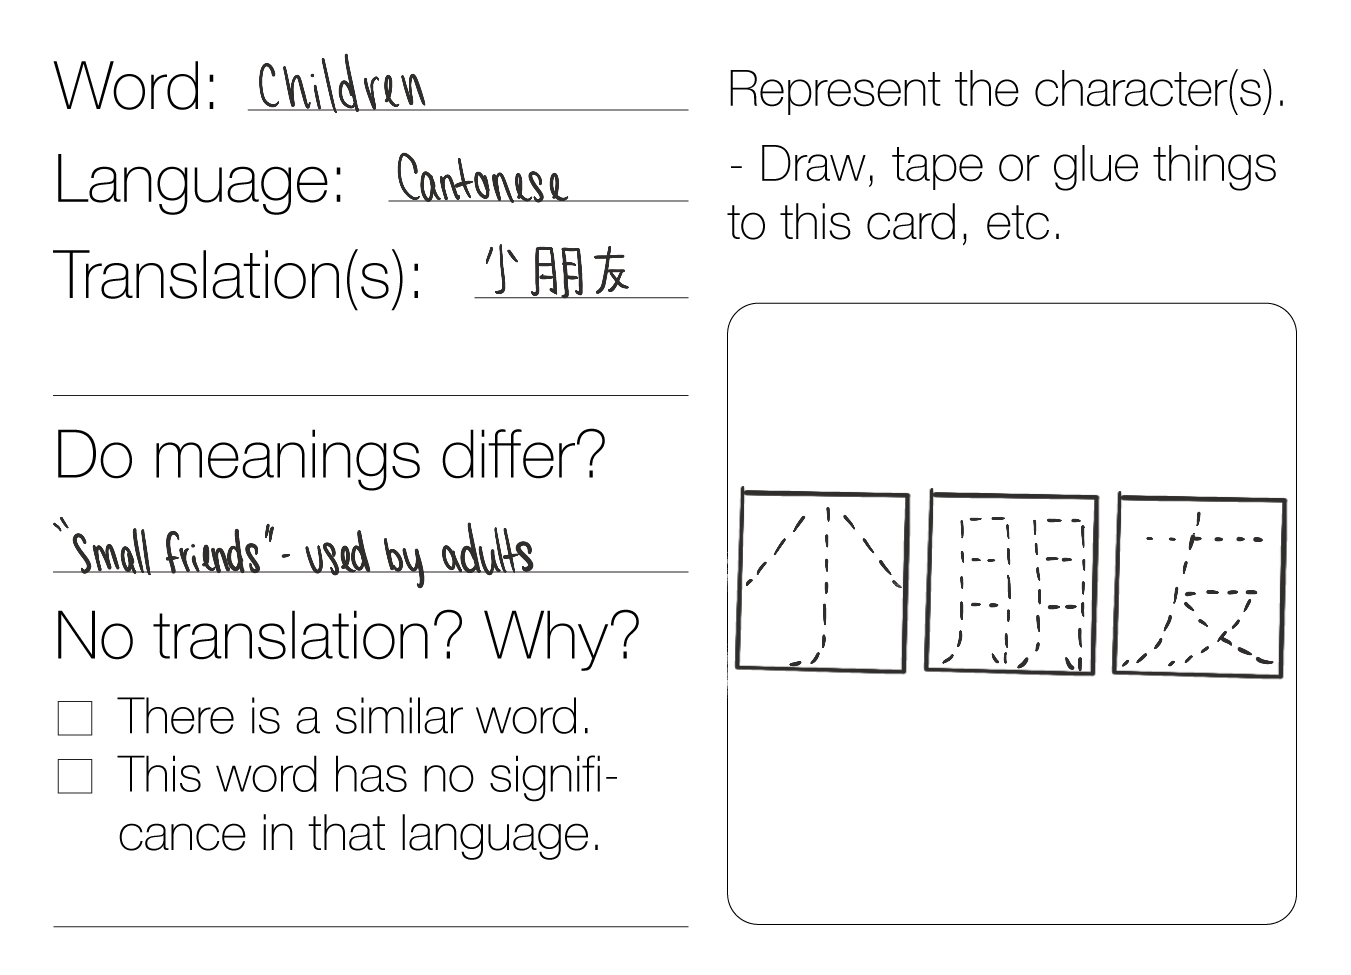 Word: Children
Language: Cantonese
Translation(s): 小朋友
Do meanings differ?
"Small friends" - used by adults
No translation? Why?
There is a similar word.
This word has no signifi-
cance in that language.
Represent the character(s).
- Draw, tape or glue things
to this card, etc.
小朋友